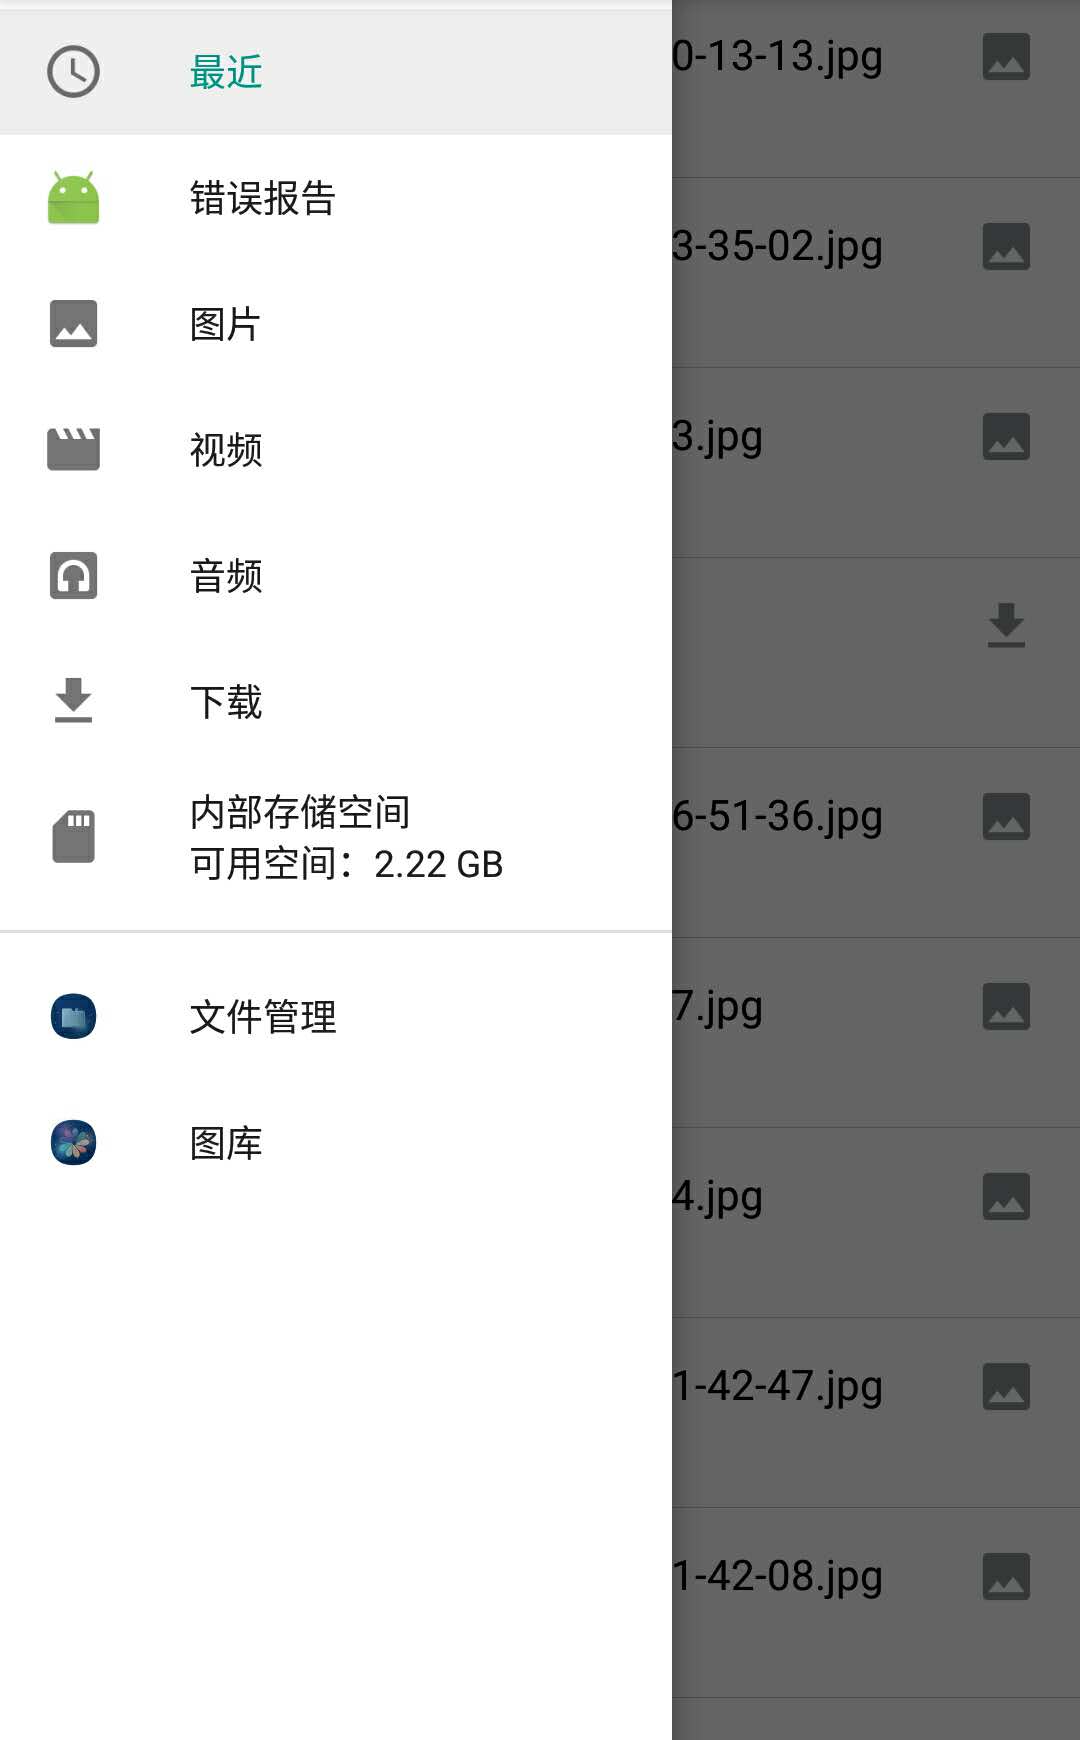 最近
错误报告
图片
视频
音频
下载
内部存储空间
可用空间：2.22 GB
文件管理
图库
0-13-13.jpg
3-35-02.jpg
3.jpg
6-51-36.jpg
7.jpg
4.jpg
1-42-47.jpg
1-42-08.jpg